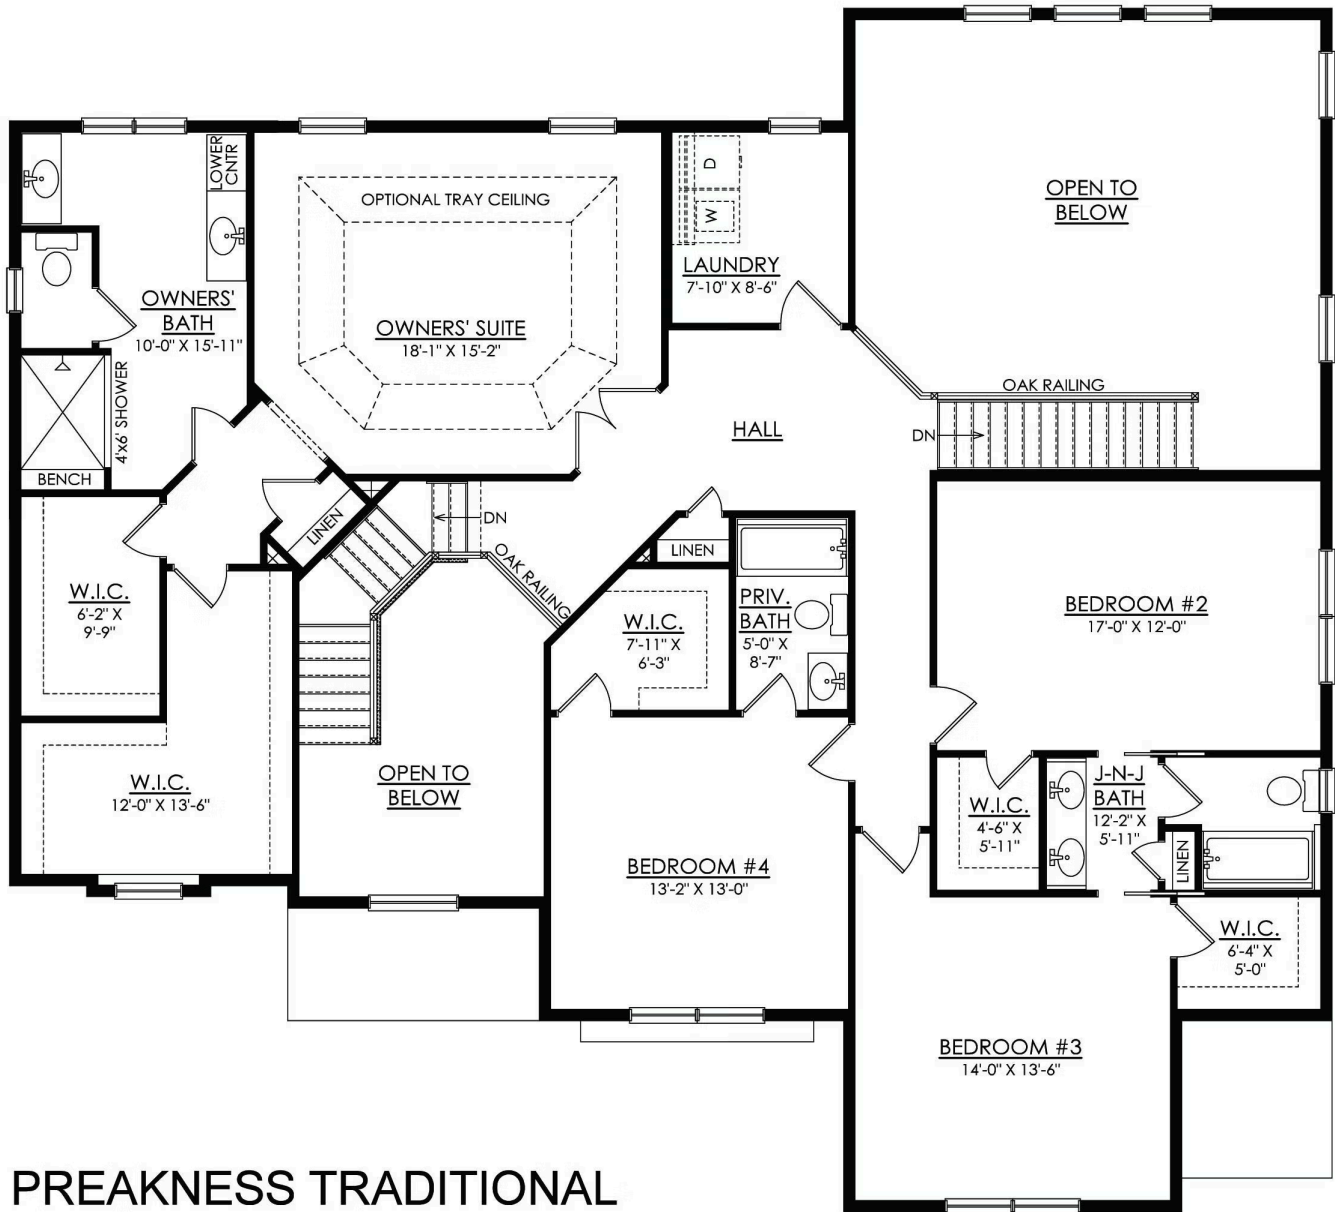 OPEN TO
BELOW
LOWER
CNTR
OPTIONAL TRAY CEILING
D
W
LAUNDRY
7'-10" X 8'-6"
OWNERS'
BATH
10'-0" X 15'-11"
OWNERS' SUITE
18'-1" X 15'-2"
4'x6' SHOWER
BENCH
OAK RAILING
HALL
DN
LINEN
DN
OAK RAILING
LINEN
W.I.C.
6'-2" X
9'-9"
W.I.C.
7'-11" X
6'-3"
PRIV.
BATH
5'-0" X
8'-7"
BEDROOM #2
17'-0" X 12'-0"
W.I.C.
12'-0" X 13'-6"
OPEN TO
BELOW
W.I.C.
4'-6" X
5'-11"
J-N-J
BATH
12'-2" X
5'-11"
LINEN
BEDROOM #4
13'-2" X 13'-0"
W.I.C.
6'-4" X
5'-0"
BEDROOM #3
14'-0" X 13'-6"
PREAKNESS TRADITIONAL